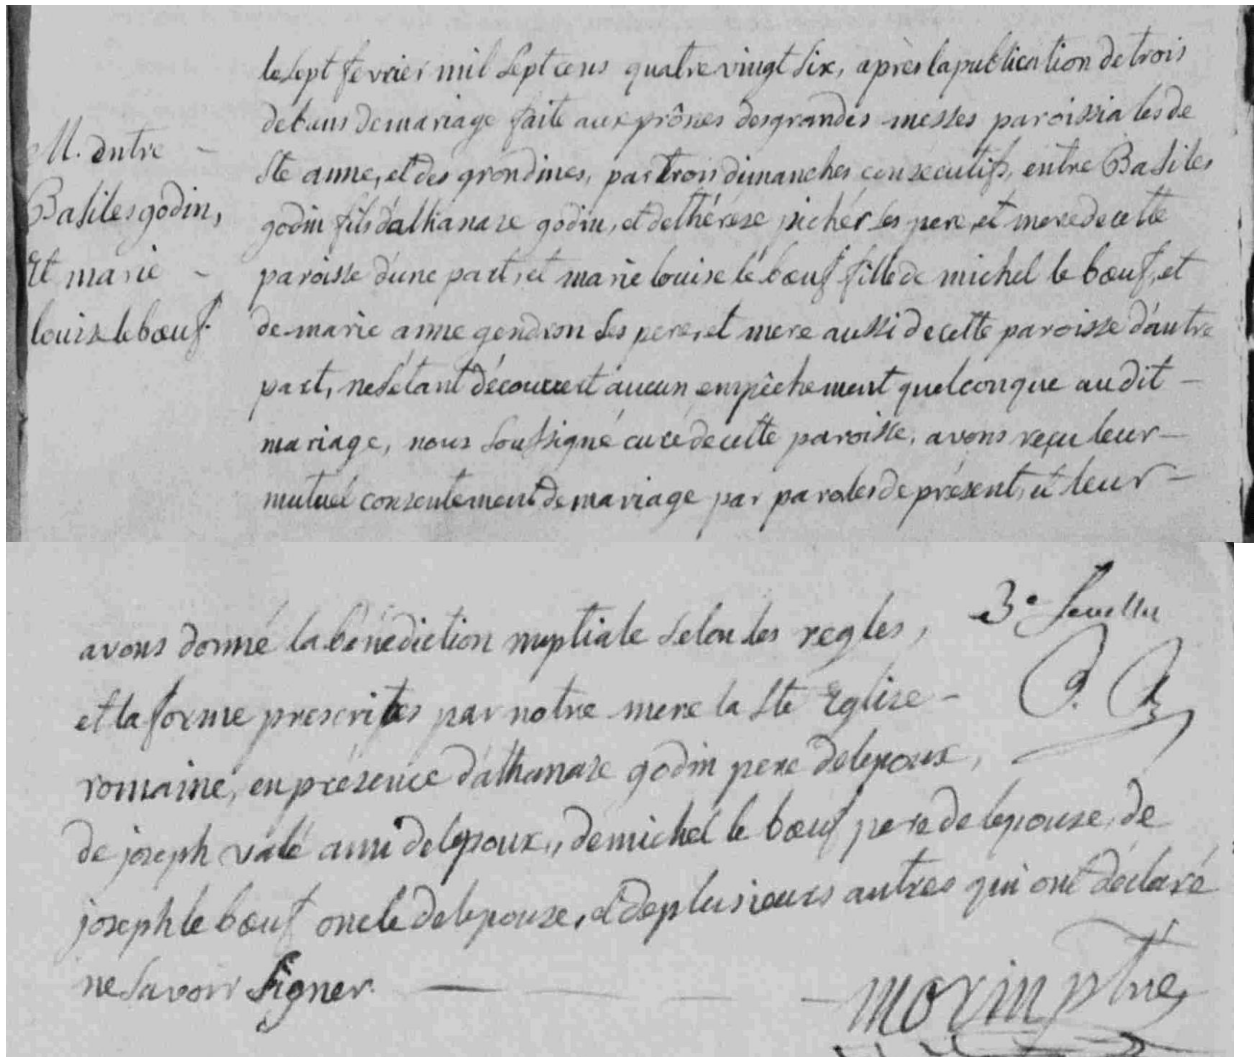 M. Entre
Basiles godin,
Et marie
louise le bœuf.
le sept fevrier mil sept cens quatre vingt six, après la publication de trois
de bans de mariage faite aux prônes des grandes messes paroissiales de
ste anne, et des grondines, par trois dimanches consecutifs, entre Basiles
godin fils d'athanaze godin, et de thérèse picher ses pere, et mere de cette
paroisse d'une part, et marie louise le bœuf fille de michel le bœuf, et
de marie anne gendron ses pere, et mere aussi de cette paroisse d'autre
part, ne s'étant découvert aucun empêchement quelconque au dit
mariage, nous soussigné curé de cette paroisse, avons reçu leur
mutuel consentement de mariage par paroles de présent, et leur
3e feuillet
avons donné la bénédiction nuptiale selon les regles,
et la forme prescrites par notre mere la ste Eglise
romaine, en présence d'athanaze godin pere de lepoux,
de joseph valé ami de lepoux, de michel le bœuf pere de lepouze, de
joseph le bœuf oncle de lepouze, et de plusieurs autres qui ont déclaré
ne savoir signer.
morin ptre